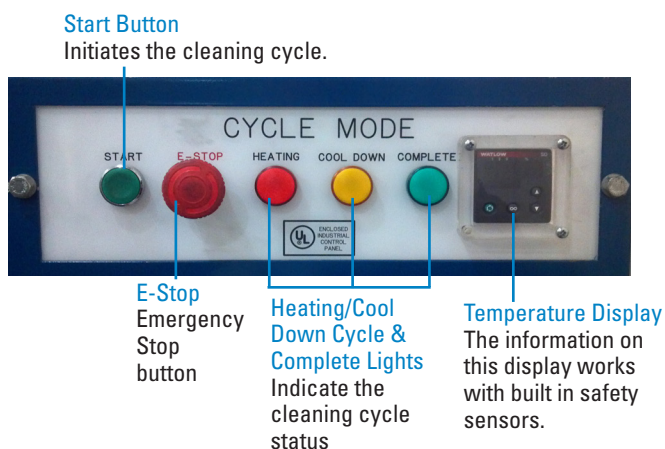 Start Button
Initiates the cleaning cycle.
CYCLE MODE
START E-STOP HEATING COOL DOWN COMPLETE
WATLOW
UL
ENCLOSED
INDUSTRIAL
CONTROL
PANEL
E-Stop
Emergency
Stop
button
Heating/Cool
Down Cycle &
Complete Lights
Indicate the
cleaning cycle
status
Temperature Display
The information on
this display works
with built in safety
sensors.